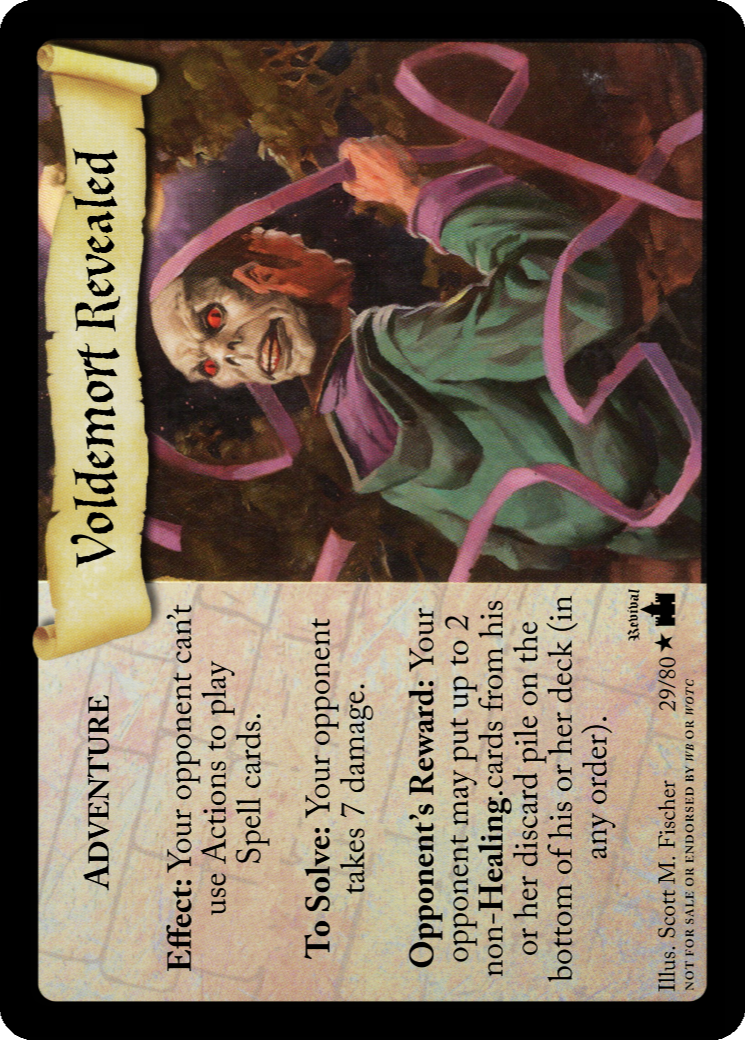 Voldemort Revealed
ADVENTURE
Effect: Your opponent can't
use Actions to play
Spell cards.
To Solve: Your opponent
takes 7 damage.
Opponent's Reward: Your
opponent may put up to 2
non-Healing.cards from his
or her discard pile on the
bottom of his or her deck (in
any order).
Revival
Illus. Scott M. Fischer 29/80 ★
NOT FOR SALE OR ENDORSED BY WB OR WOTC